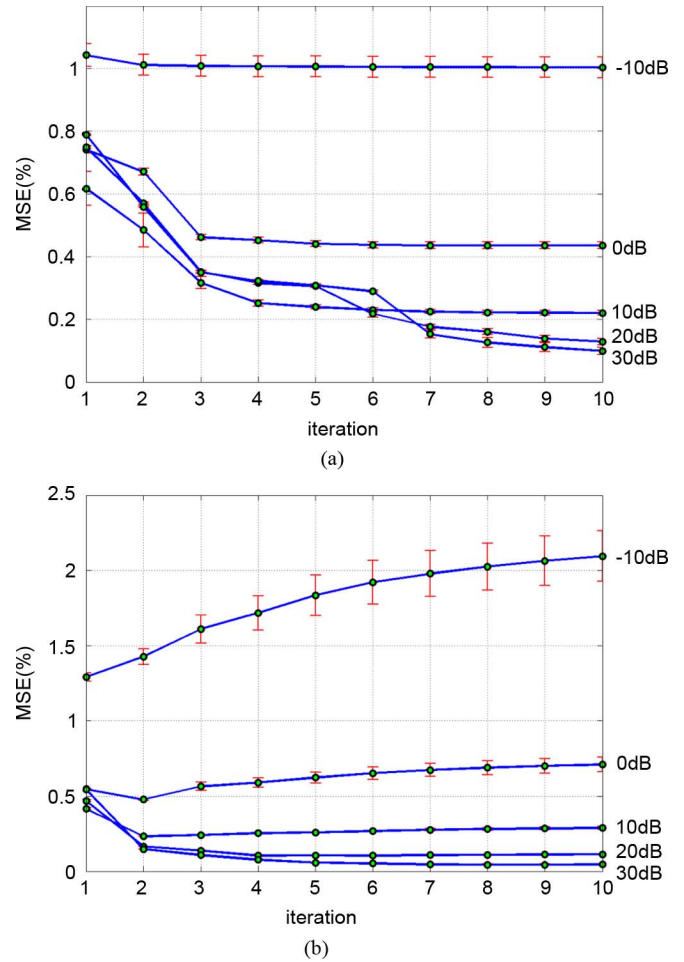 1
-10dB
0.8
MSE(%)
0.6
0.4
0dB
10dB
0.2
20dB
30dB
0
1 2 3 4 5 6 7 8 9 10
iteration
(a)
2.5
-10dB
2
MSE(%)
1.5
1
0dB
0.5
10dB
20dB
30dB
0
1 2 3 4 5 6 7 8 9 10
iteration
(b)